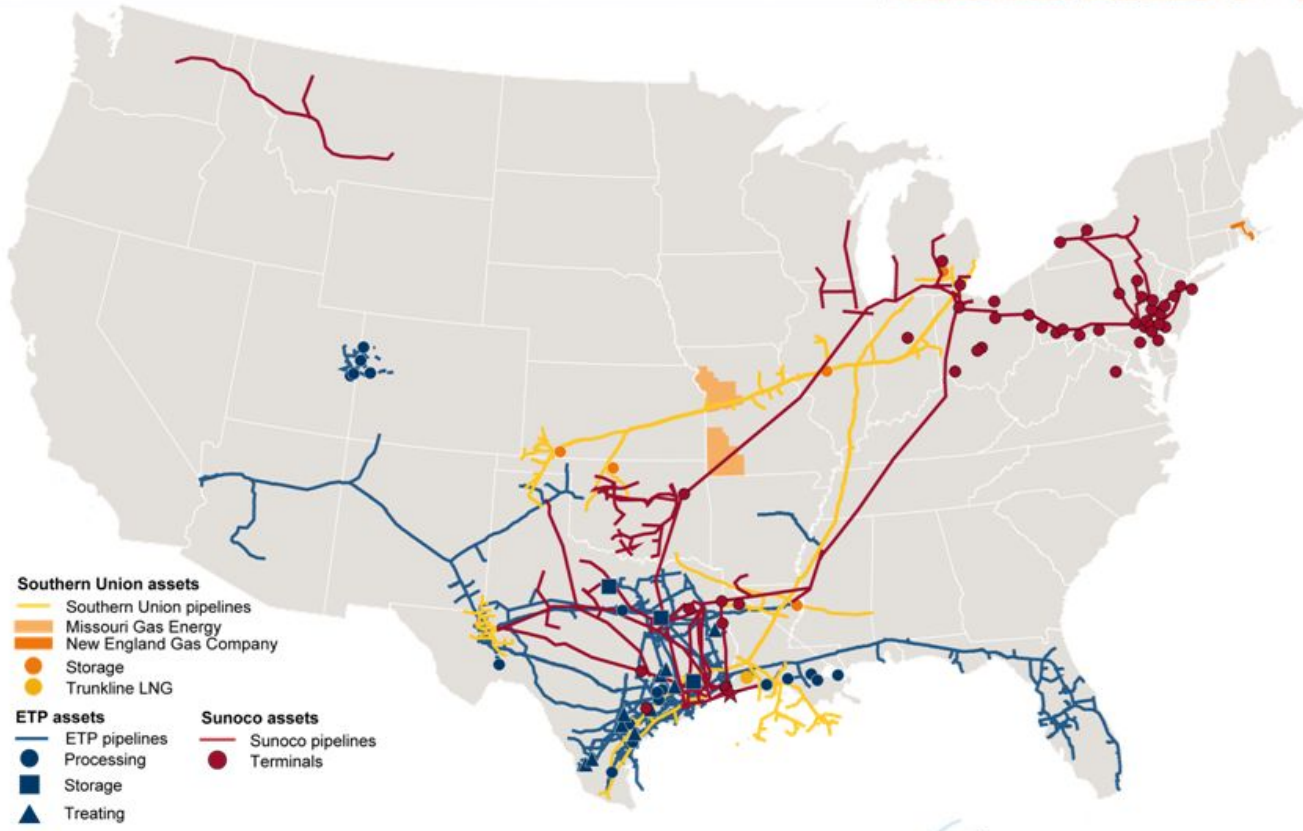 Southern Union assets
Southern Union pipelines
Missouri Gas Energy
New England Gas Company
Storage
Trunkline LNG
ETP assets
ETP pipelines
Processing
Storage
Treating
Sunoco assets
Sunoco pipelines
Terminals